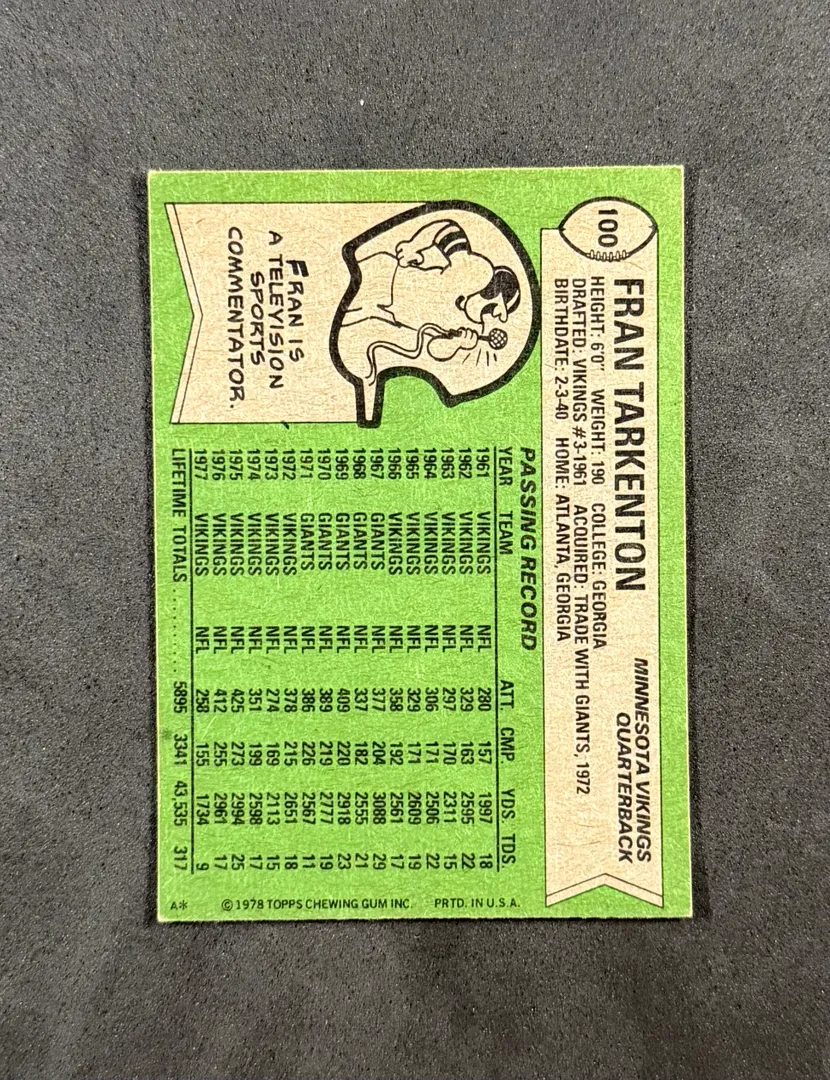 100
FRAN TARKENTON
MINNESOTA VIKINGS
QUARTERBACK
HEIGHT: 6'0" WEIGHT: 190 COLLEGE: GEORGIA
DRAFTED: VIKINGS #3-1961 ACQUIRED: TRADE WITH GIANTS, 1972
BIRTHDATE: 2-3-40 HOME: ATLANTA, GEORGIA
FRAN IS
A TELEVISION
SPORTS
COMMENTATOR.
PASSING RECORD
YEAR TEAM ATT. CMP. YDS. TDS.
1961 VIKINGS NFL 280 157 1997 18
1962 VIKINGS NFL 329 163 2595 22
1963 VIKINGS NFL 297 170 2311 15
1964 VIKINGS NFL 306 171 2506 22
1965 VIKINGS NFL 329 171 2609 19
1966 VIKINGS NFL 358 192 2561 17
1967 GIANTS NFL 377 204 3088 29
1968 GIANTS NFL 337 182 2555 21
1969 GIANTS NFL 409 220 2918 23
1970 GIANTS NFL 389 219 2777 19
1971 GIANTS NFL 386 226 2567 11
1972 VIKINGS NFL 378 215 2651 18
1973 VIKINGS NFL 274 169 2113 15
1974 VIKINGS NFL 351 199 2598 17
1975 VIKINGS NFL 425 273 2994 25
1976 VIKINGS NFL 412 255 2961 17
1977 VIKINGS NFL 258 155 1734 9
LIFETIME TOTALS .......... 5895 3341 43,535 317
A* © 1978 TOPPS CHEWING GUM INC. PRTD. IN U.S.A.